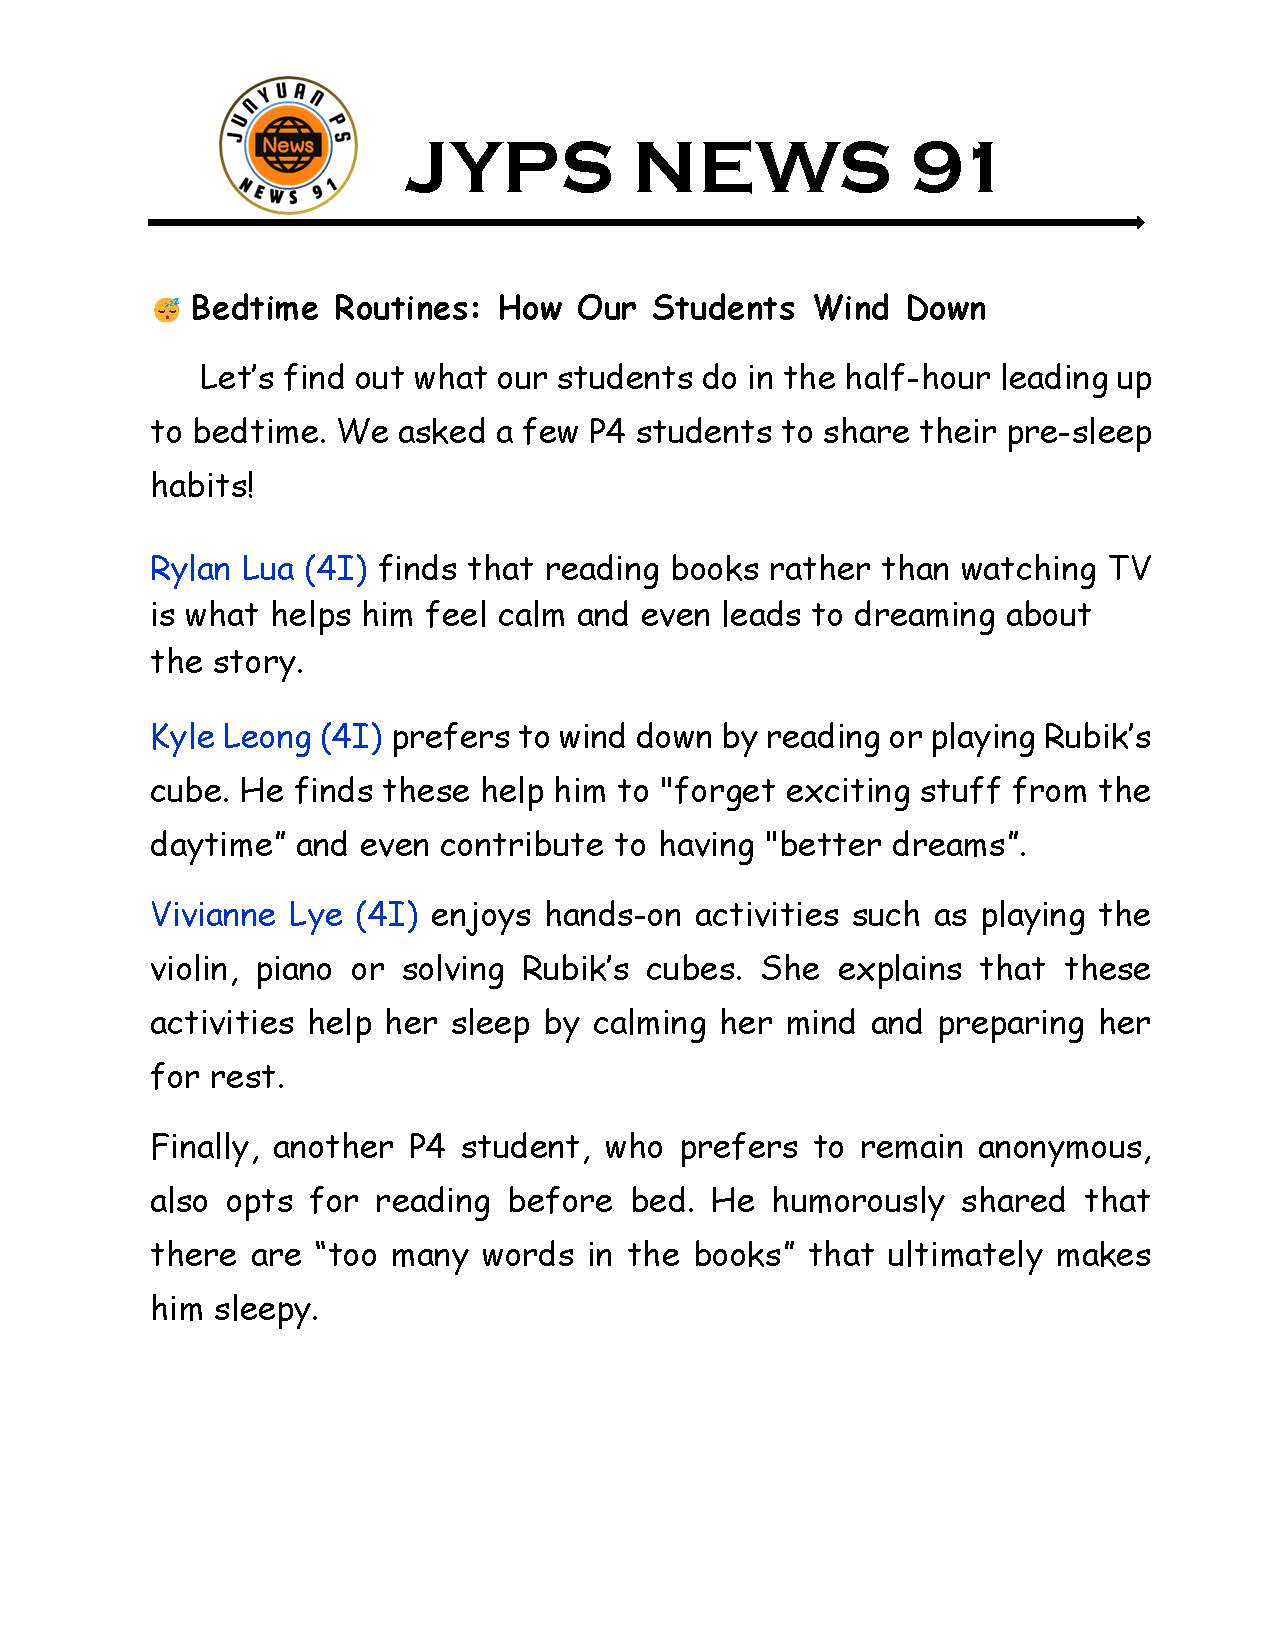 JUNYUAN PS
News
NEWS 91
JYPS NEWS 91
😴 Bedtime Routines: How Our Students Wind Down
Let’s find out what our students do in the half-hour leading up
to bedtime. We asked a few P4 students to share their pre-sleep
habits!
Rylan Lua (4I) finds that reading books rather than watching TV
is what helps him feel calm and even leads to dreaming about
the story.
Kyle Leong (4I) prefers to wind down by reading or playing Rubik’s
cube. He finds these help him to "forget exciting stuff from the
daytime” and even contribute to having "better dreams”.
Vivianne Lye (4I) enjoys hands-on activities such as playing the
violin, piano or solving Rubik’s cubes. She explains that these
activities help her sleep by calming her mind and preparing her
for rest.
Finally, another P4 student, who prefers to remain anonymous,
also opts for reading before bed. He humorously shared that
there are “too many words in the books” that ultimately makes
him sleepy.